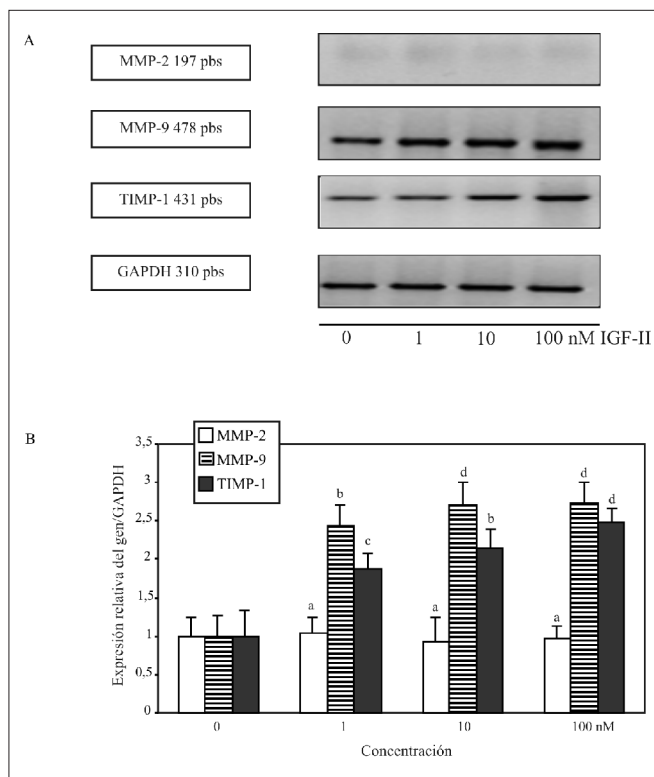 A
MMP-2 197 pbs
MMP-9 478 pbs
TIMP-1 431 pbs
GAPDH 310 pbs
0 1 10 100 nM IGF-II
B
Expresión relativa del gen/GAPDH
3,5
3
2,5
2
1,5
1
0,5
0
MMP-2
MMP-9
TIMP-1
a b c
a d b
a d d
0 1 10 100 nM
Concentración